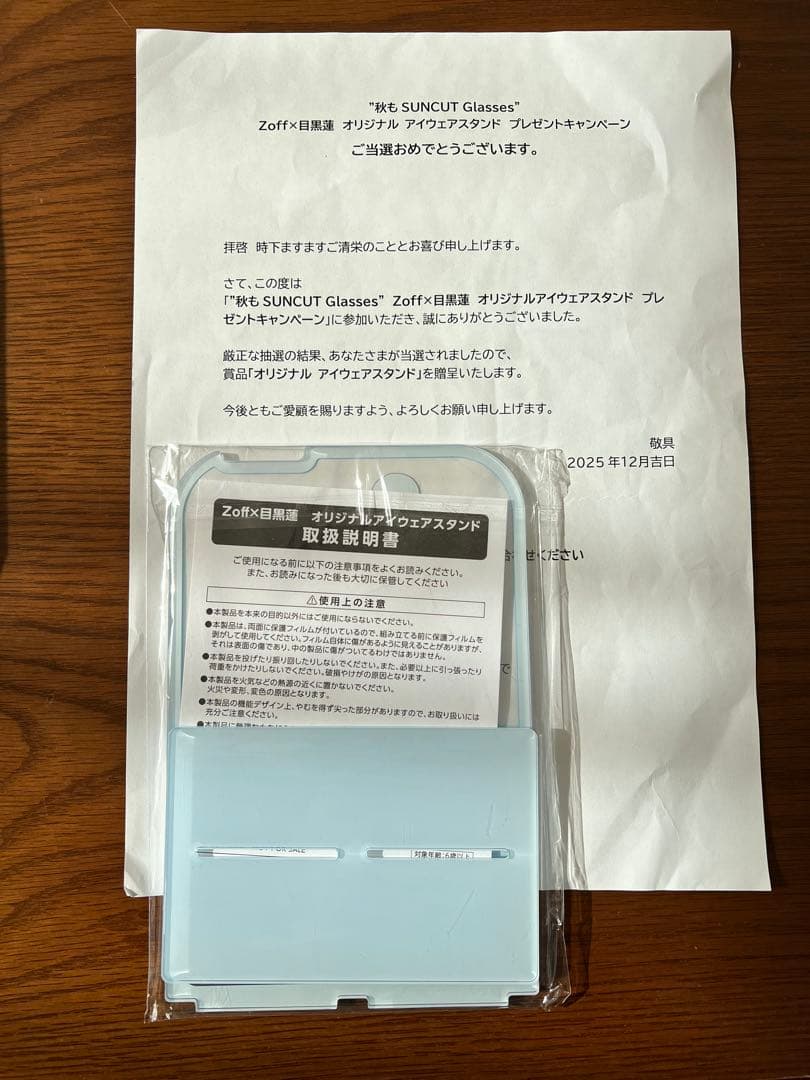 "秋も SUNCUT Glasses"
Zoff×目黒蓮 オリジナル アイウェアスタンド プレゼントキャンペーン
ご当選おめでとうございます。
拝啓 時下ますますご清栄のこととお喜び申し上げます。
さて、この度は
「"秋も SUNCUT Glasses" Zoff×目黒蓮 オリジナルアイウェアスタンド プレ
ゼントキャンペーン」に参加いただき、誠にありがとうございました。
厳正な抽選の結果、あなたさまが当選されましたので、
賞品「オリジナル アイウェアスタンド」を贈呈いたします。
今後ともご愛顧を賜りますよう、よろしくお願い申し上げます。
敬具
2025年12月吉日
せください
で
Zoff×目黒蓮 オリジナルアイウェアスタンド
取扱説明書
ご使用になる前に以下の注意事項をよくお読みください。
また、お読みになった後も大切に保管してください
⚠使用上の注意
●本製品を本来の目的以外にはご使用にならないでください。
●本製品は、両面に保護フィルムが付いているので、組み立てる前に保護フィルムを
剥がして使用してください。フィルム自体に傷があるように見えることがありますが、
それは表面の傷であり、中の製品に傷がついてるわけではありません。
●本製品を投げたり振り回したりしないでください。また、必要以上に引っ張ったり
荷重をかけたりしないでください。破損やけがの原因となります。
●本製品を火気などの熱源の近くに置かないでください。
火災や変形、変色の原因となります。
●本製品の機能デザイン上、やむを得ず尖った部分がありますので、お取り扱いには
充分ご注意ください。
FOR SALE
対象年齢:6歳以上